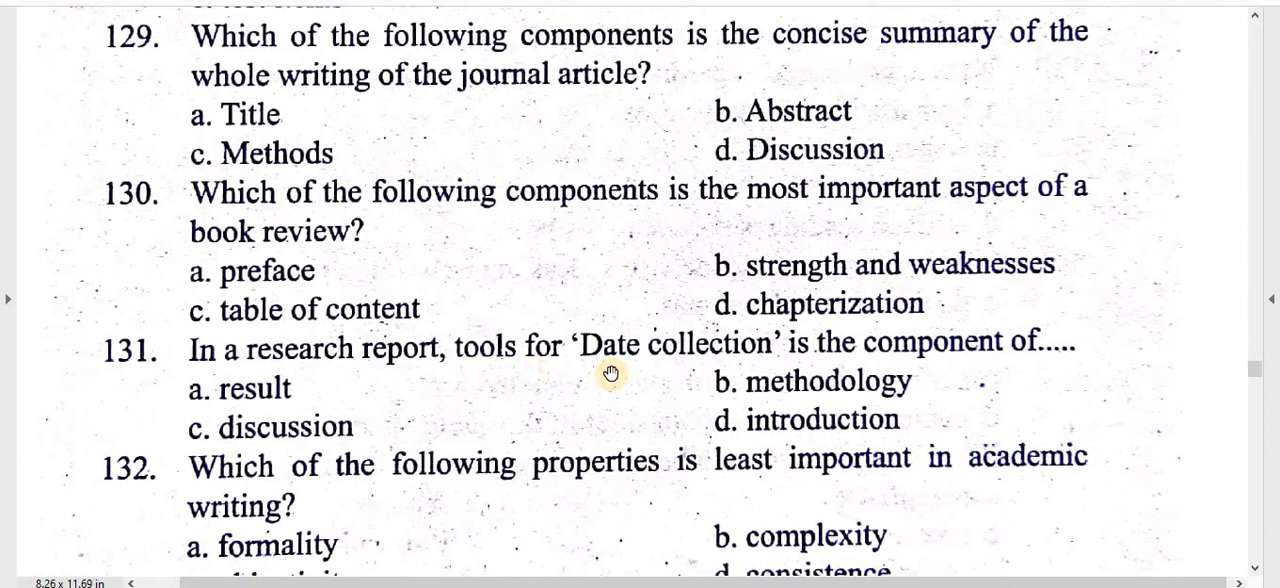 129. Which of the following components is the concise summary of the
whole writing of the journal article?
a. Title b. Abstract
c. Methods d. Discussion
130. Which of the following components is the most important aspect of a
book review?
a. preface b. strength and weaknesses
c. table of content d. chapterization
131. In a research report, tools for ‘Date collection’ is the component of.....
a. result b. methodology
c. discussion d. introduction
132. Which of the following properties is least important in academic
writing?
a. formality b. complexity
d. consistence
8.26 x 11.69 in